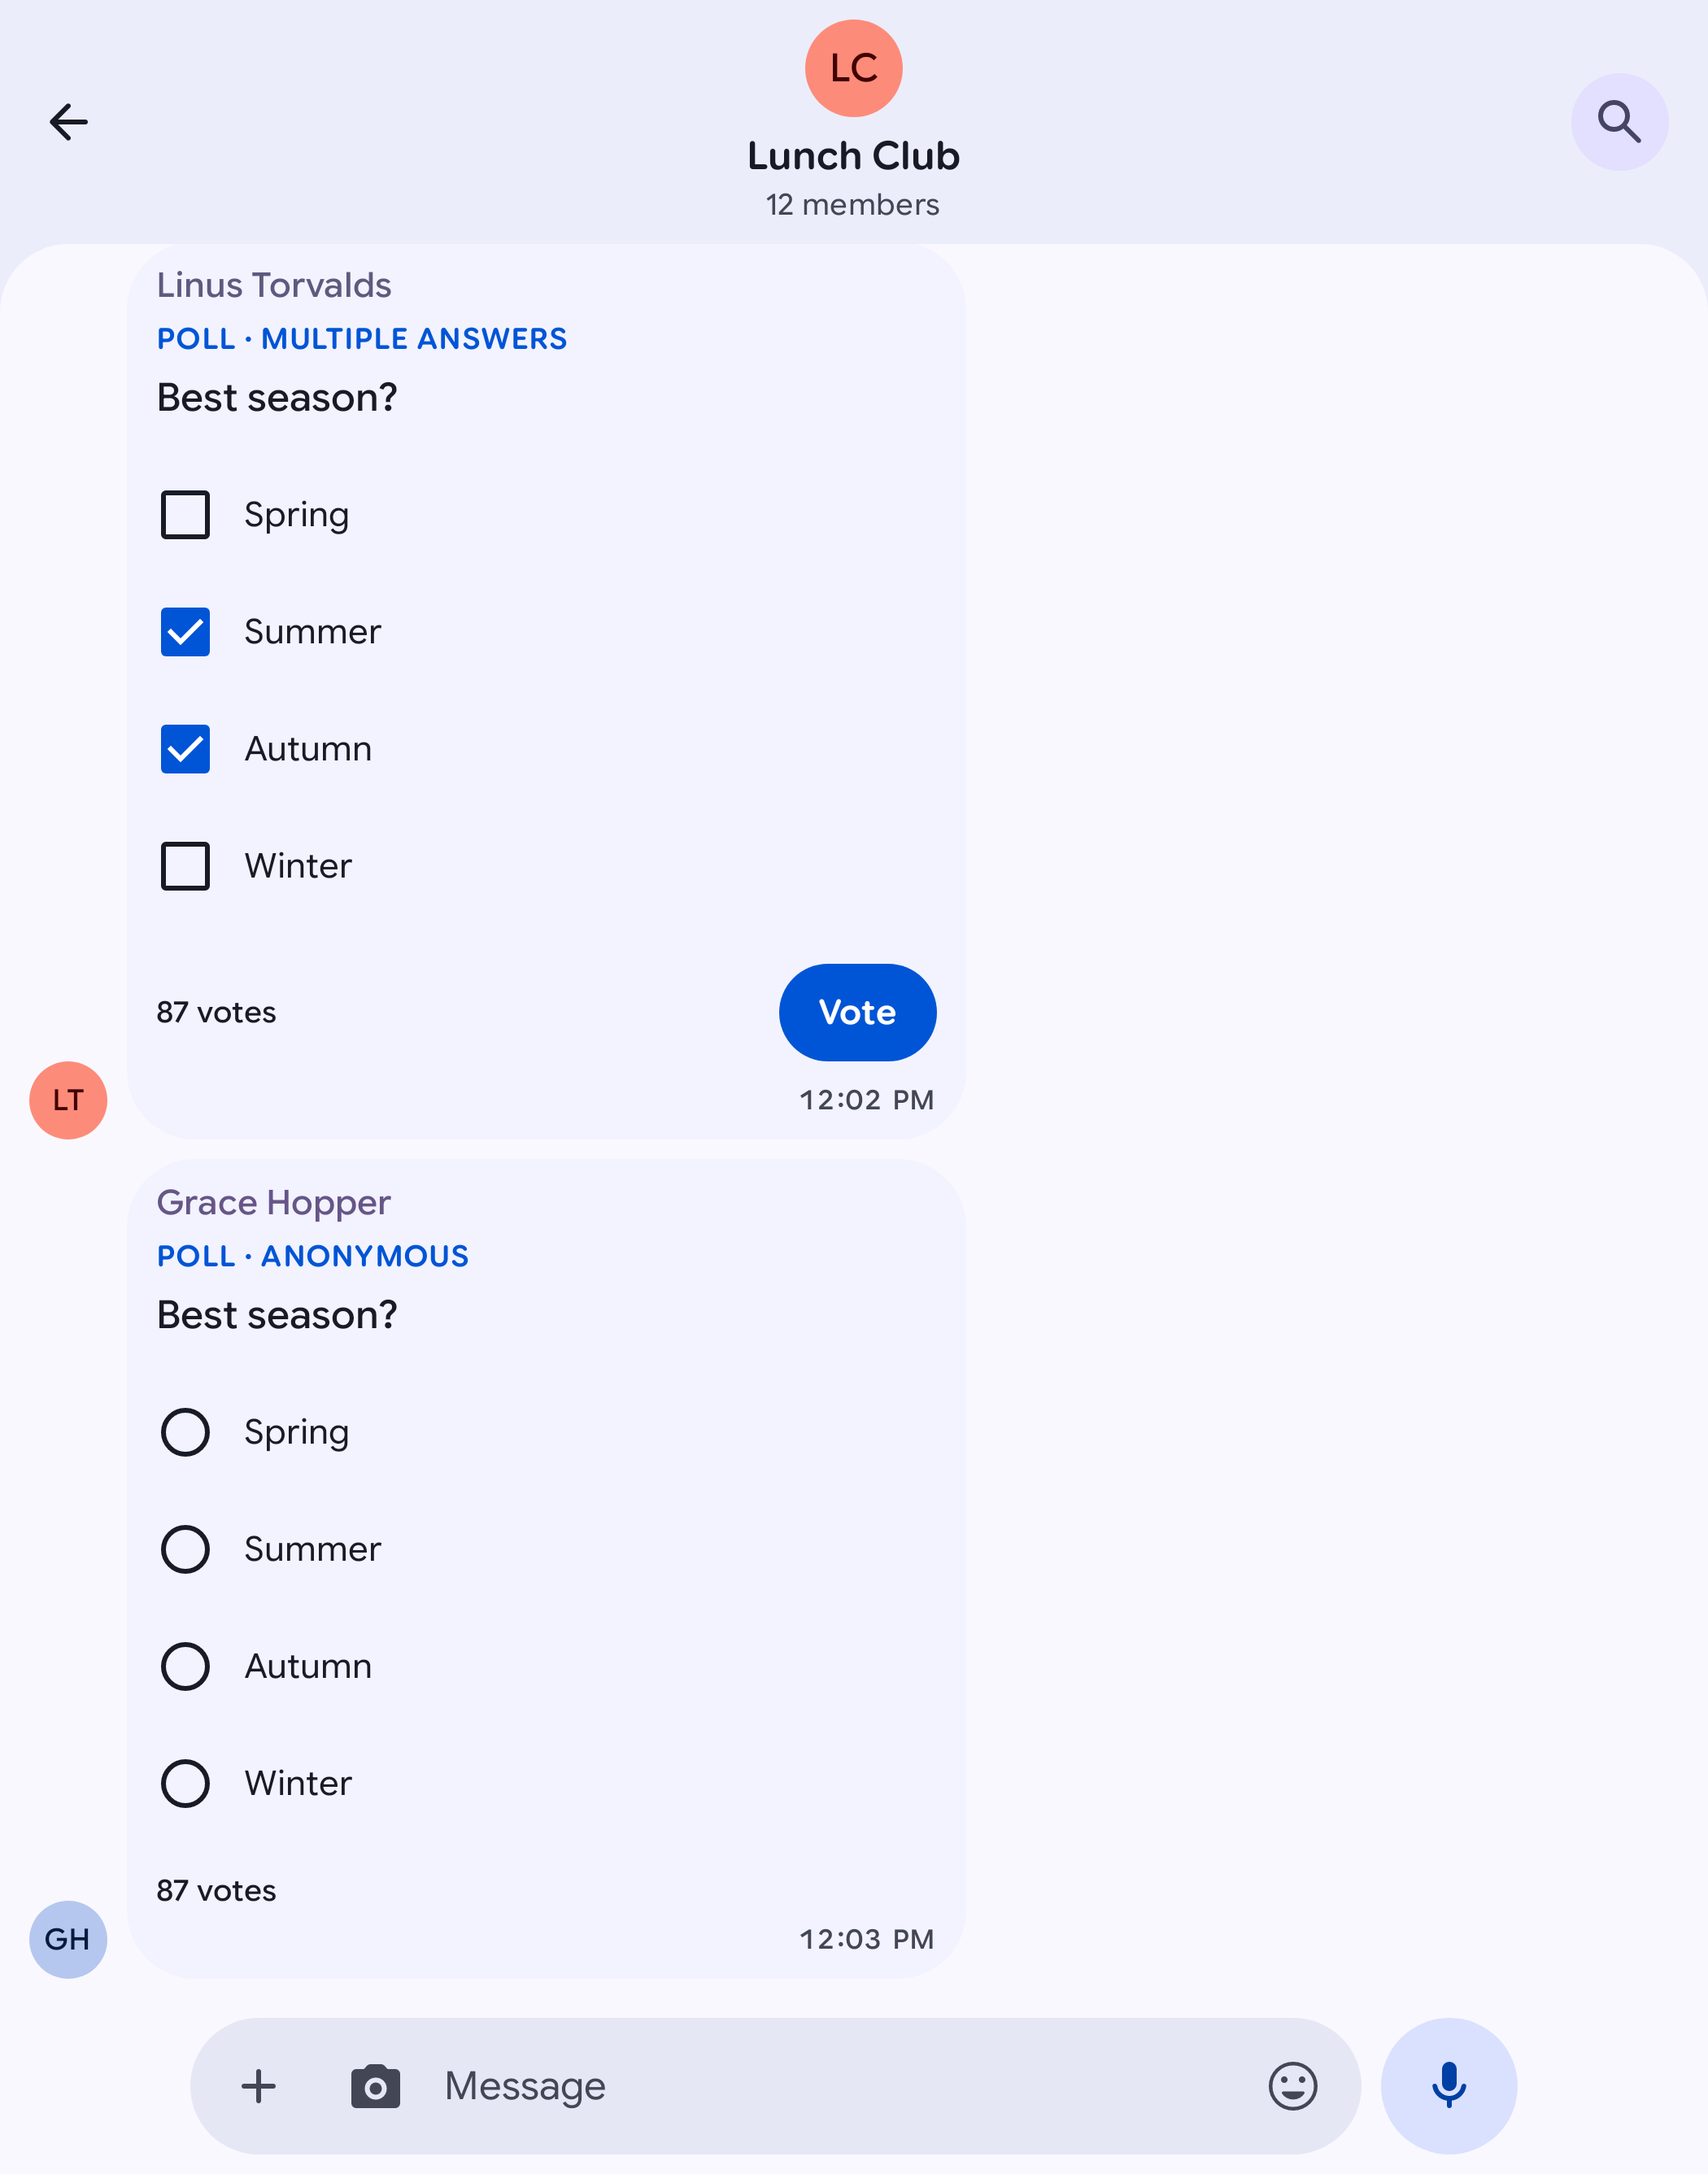 LC
Lunch Club
12 members
Linus Torvalds
POLL · MULTIPLE ANSWERS
Best season?
Spring
Summer
Autumn
Winter
87 votes
Vote
LT
12:02 PM
Grace Hopper
POLL · ANONYMOUS
Best season?
Spring
Summer
Autumn
Winter
87 votes
GH
12:03 PM
Message